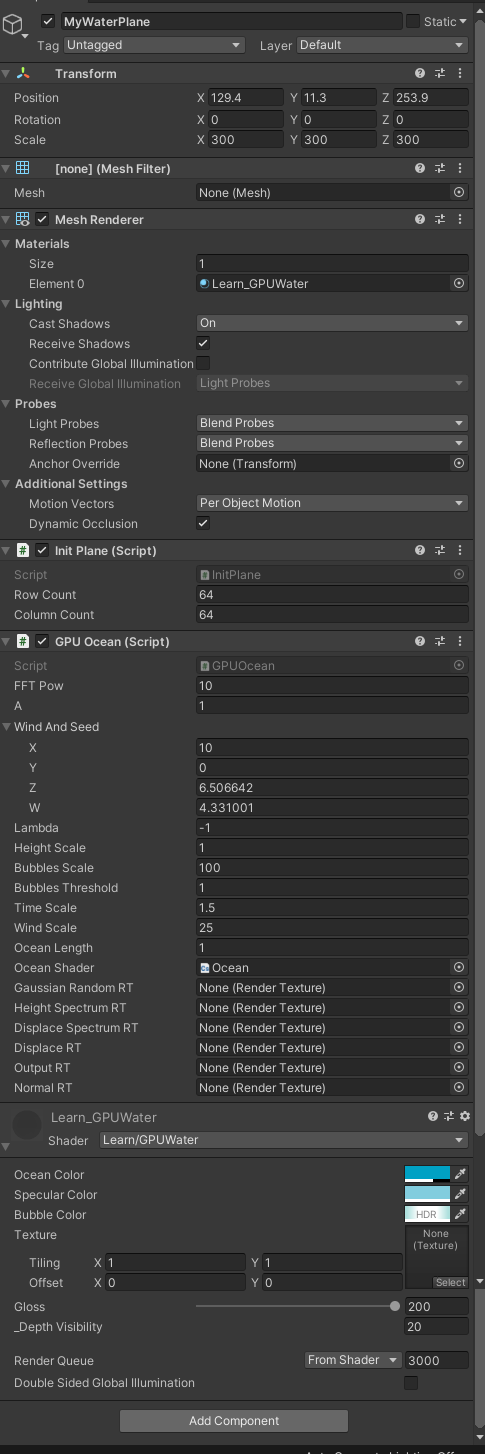 MyWaterPlane Static
Tag Untagged Layer Default
Transform
Position X 129.4 Y 11.3 Z 253.9
Rotation X 0 Y 0 Z 0
Scale X 300 Y 300 Z 300
[none] (Mesh Filter)
Mesh None (Mesh)
Mesh Renderer
Materials
Size 1
Element 0 Learn_GPUWater
Lighting
Cast Shadows On
Receive Shadows
Contribute Global Illumination
Receive Global Illumination Light Probes
Probes
Light Probes Blend Probes
Reflection Probes Blend Probes
Anchor Override None (Transform)
Additional Settings
Motion Vectors Per Object Motion
Dynamic Occlusion
# Init Plane (Script)
Script # InitPlane
Row Count 64
Column Count 64
# GPU Ocean (Script)
Script # GPUOcean
FFT Pow 10
A 1
Wind And Seed
X 10
Y 0
Z 6.506642
W 4.331001
Lambda -1
Height Scale 1
Bubbles Scale 100
Bubbles Threshold 1
Time Scale 1.5
Wind Scale 25
Ocean Length 1
Ocean Shader Ocean
Gaussian Random RT None (Render Texture)
Height Spectrum RT None (Render Texture)
Displace Spectrum RT None (Render Texture)
Displace RT None (Render Texture)
Output RT None (Render Texture)
Normal RT None (Render Texture)
Learn_GPUWater
Shader Learn/GPUWater
Ocean Color
Specular Color
Bubble Color HDR
Texture None
(Texture)
Tiling X 1 Y 1
Offset X 0 Y 0 Select
Gloss 200
_Depth Visibility 20
Render Queue From Shader 3000
Double Sided Global Illumination
Add Component